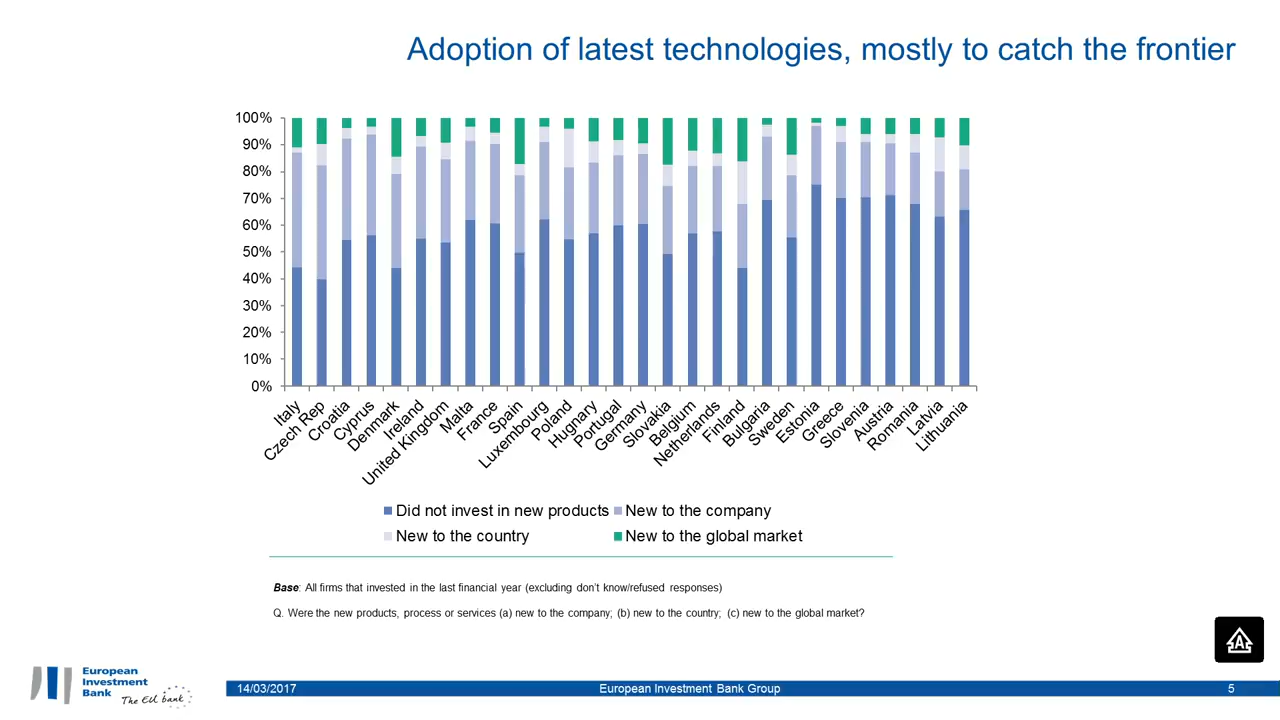 Adoption of latest technologies, mostly to catch the frontier
100%
90%
80%
70%
60%
50%
40%
30%
20%
10%
0%
Italy
Czech Rep
Croatia
Cyprus
Denmark
Ireland
United Kingdom
Malta
France
Spain
Luxembourg
Poland
Hugnary
Portugal
Germany
Slovakia
Belgium
Netherlands
Finland
Bulgaria
Sweden
Estonia
Greece
Slovenia
Austria
Romania
Latvia
Lithuania
Did not invest in new products New to the company
New to the country New to the global market
Base: All firms that invested in the last financial year (excluding don't know/refused responses)
Q. Were the new products, process or services (a) new to the company; (b) new to the country; (c) new to the global market?
A
European
Investment
Bank
The EU bank
14/03/2017 European Investment Bank Group 5